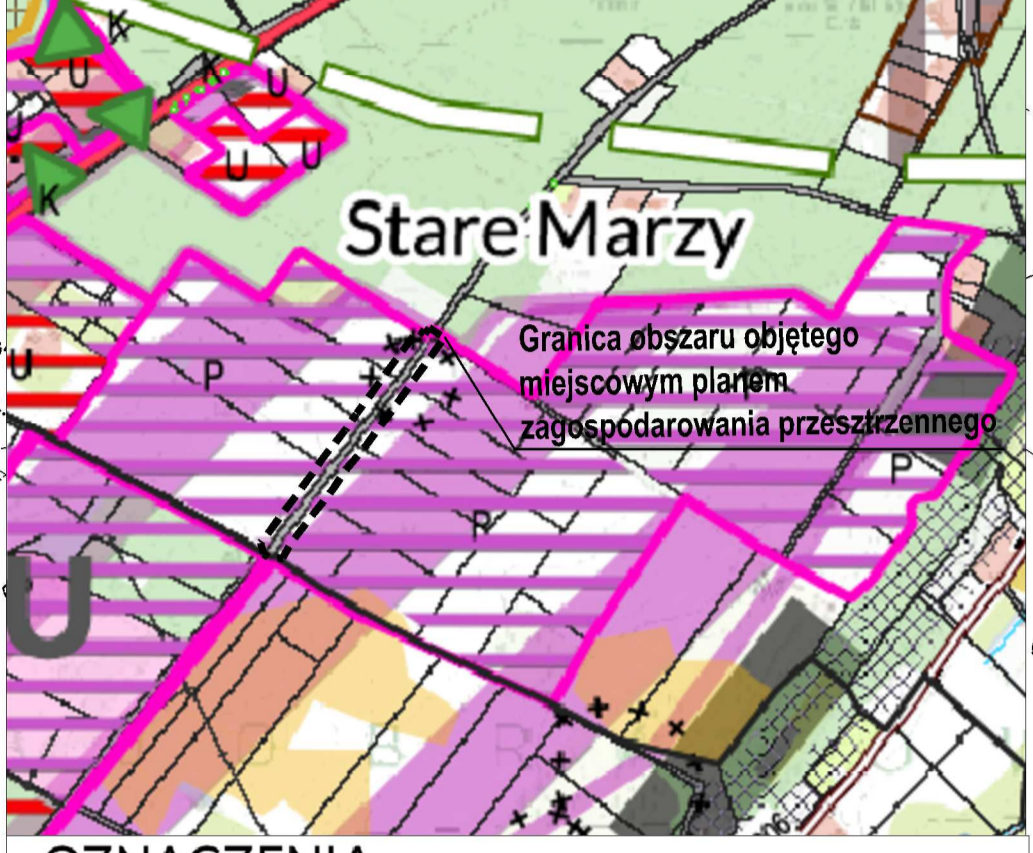 K
U
K
U
U
U
U
K
Stare Marzy
Granica obszaru objętego
miejscowym planem
zagospodarowania przesztrzennego
U
P
P
P
P
U